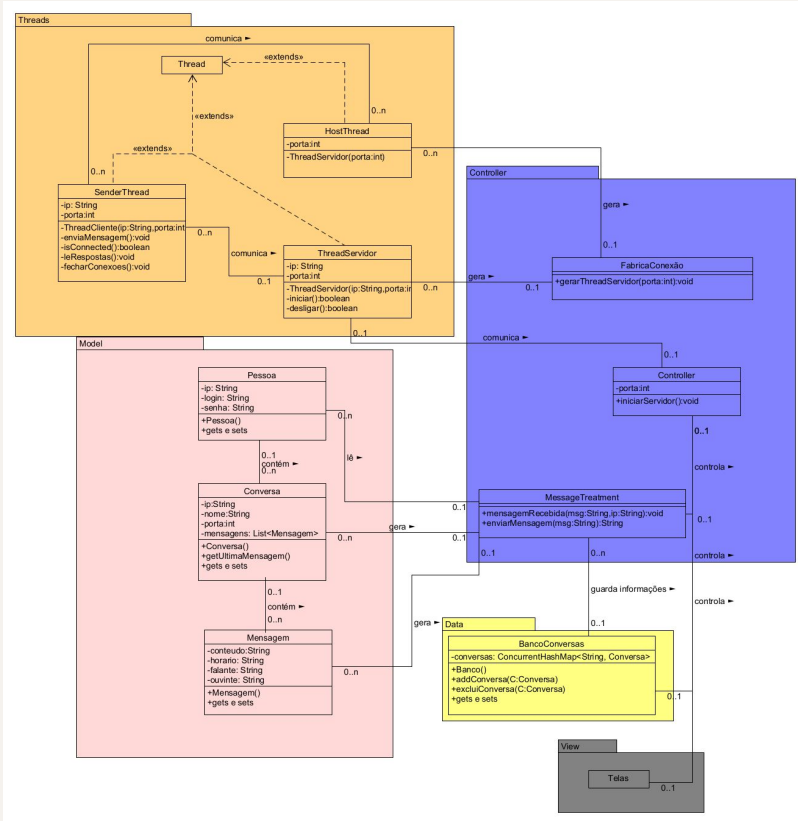 Threads
comunica ►
Thread
«extends»
«extends»
«extends»
0..n
0..n
HostThread
-porta:int
-ThreadServidor(porta:int)
0..n
SenderThread
-ip: String
-porta:int
-ThreadCliente(ip:String,porta:int
-enviaMensagem():void
-isConnected():boolean
-leRespostas():void
-fecharConexoes():void
0..n
comunica ►
0..1
ThreadServidor
-ip: String
-porta:int
-ThreadServidor(ip:String,porta:ir
-iniciar():boolean
-desligar():boolean
0..n
0..1
Controller
gera ►
0..1
FabricaConexão
+gerarThreadServidor(porta:int):void
gera ►
0..1
comunica ►
0..1
Controller
-porta:int
+iniciarServidor():void
0..1
controla ►
MessageTreatment
+mensagemRecebida(msg:String,ip:String):void
+enviarMensagem(msg:String):String
0..1
0..1
0..1
0..1
0..n
controla ►
Model
Pessoa
-ip: String
-login: String
-senha: String
+Pessoa()
+gets e sets
0..n
lê ►
0..1
contém ►
0..n
Conversa
-ip:String
-nome:String
-porta:int
-mensagens: List<Mensagem>
+Conversa()
+getUltimaMensagem()
+gets e sets
0..n
gera ►
0..1
contém ►
0..n
Mensagem
-conteudo:String
-horario: String
-falante: String
-ouvinte: String
+Mensagem()
+gets e sets
0..n
gera ►
guarda informações ►
controla ►
0..1
Data
BancoConversas
-conversas: ConcurrentHashMap<String, Conversa>
+Banco()
+addConversa(C:Conversa)
+excluiConversa(C:Conversa)
+gets e sets
0..1
View
Telas
0..1